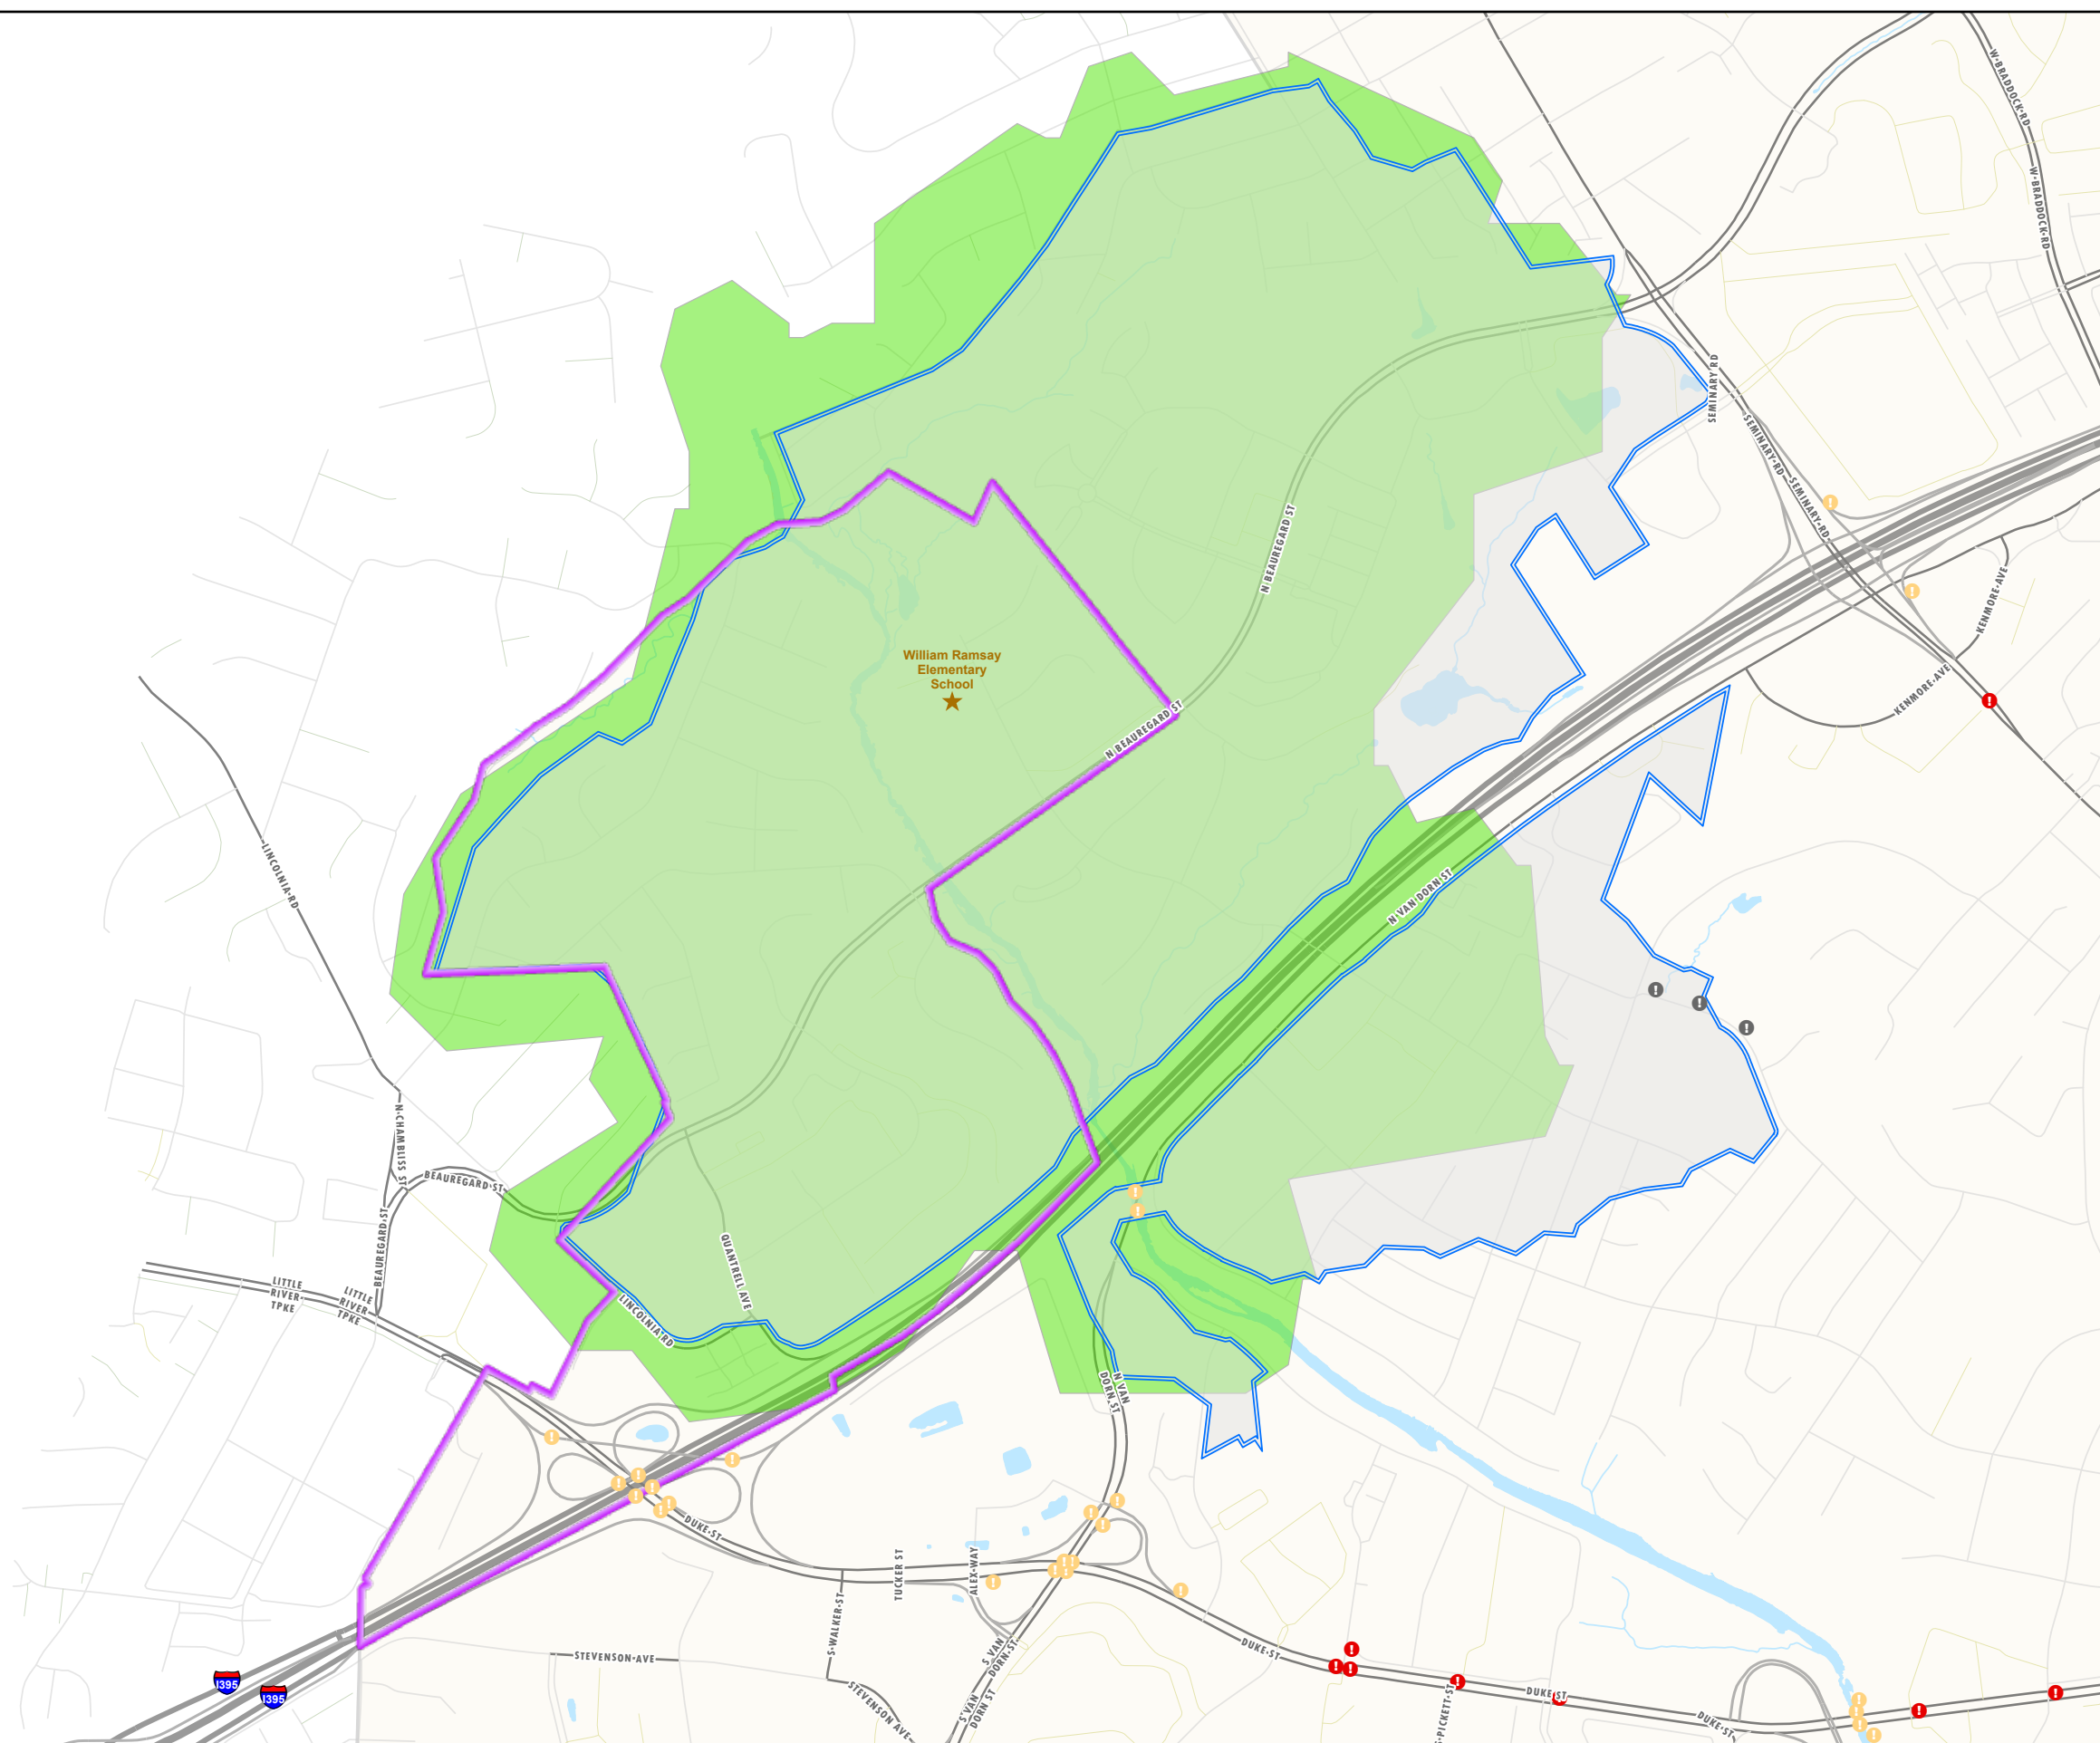 W-BRADDOCK-RD
W-BRADDOCK-RD
SEMINARY RD
SEMINARY-RD
SEMINARY-RD
KENMORE-AVE
KENMORE-AVE
N-BEAUREGARD-ST
William Ramsay
Elementary
School
N-BEAUREGARD-ST
N-VAN-DORN-ST
LINCOLNIA-RD
N-CHAMBLISS-ST
BEAUREGARD-ST
BEAUREGARD-ST
QUANTRELL-AVE
LITTLE
RIVER
TPKE
LITTLE
RIVER
TPKE
LINCOLNIA-RD
N-VAN
DORN-ST
DUKE-ST
TUCKER ST
ALEX-WAY
S-WALKER-ST
STEVENSON-AVE
STEVENSON AVE
S VAN
DORN-ST
S-VAN
DORN ST
DUKE-ST
S-PICKETT-ST
DUKE-ST
DUKE-ST
I395
I395